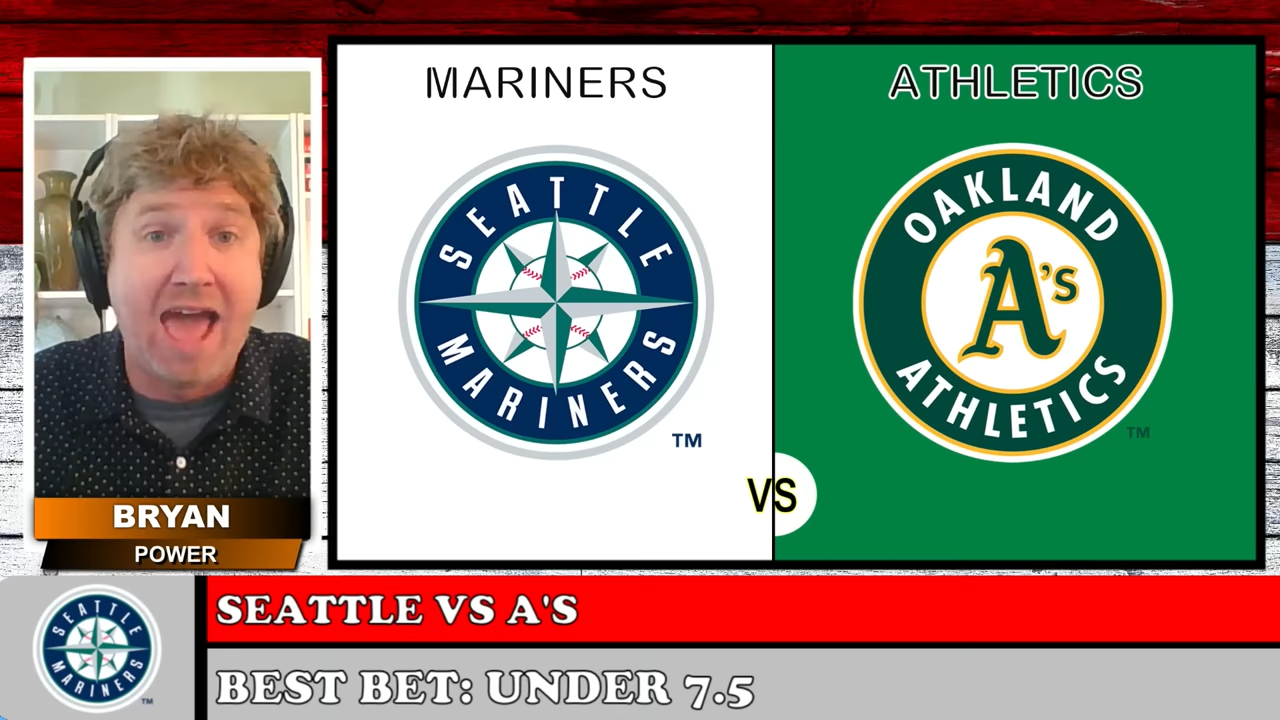 MARINERS
ATHLETICS
SEATTLE
MARINERS
TM
OAKLAND
A's
ATHLETICS
TM
VS
BRYAN
POWER
SEATTLE
MARINERS
TM
SEATTLE VS A'S
BEST BET: UNDER 7.5